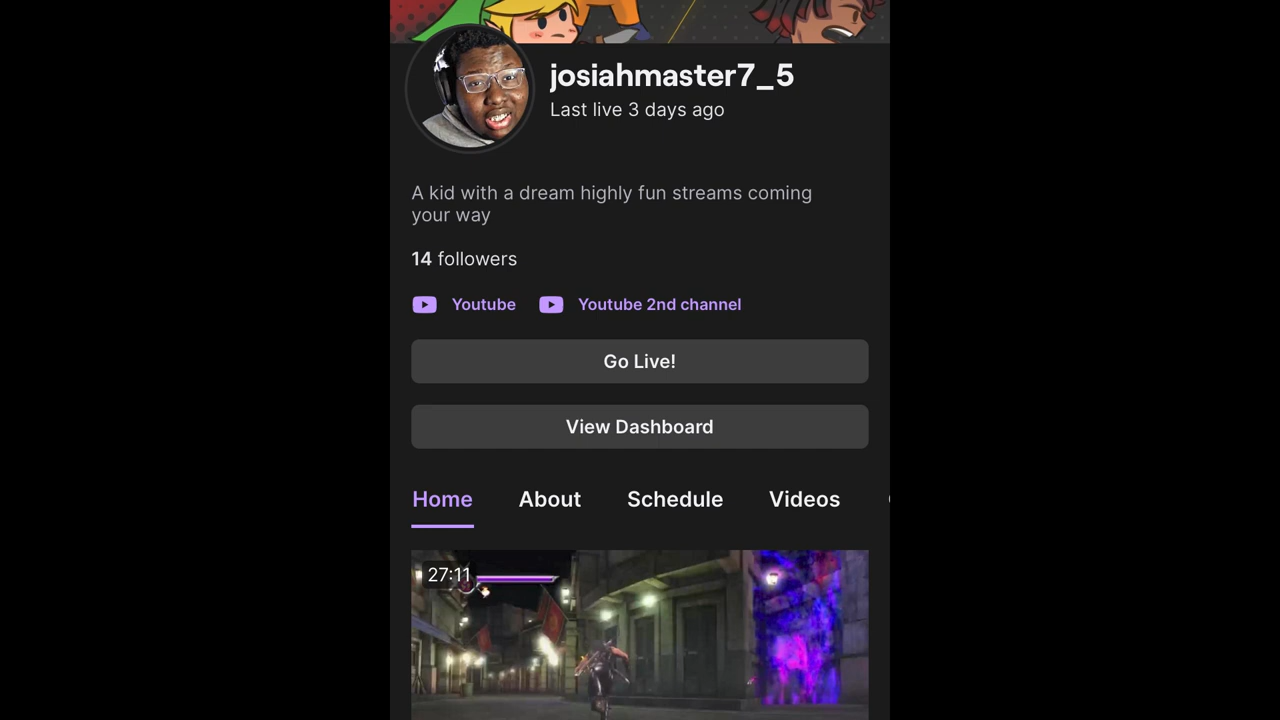 josiahmaster7_5
Last live 3 days ago
A kid with a dream highly fun streams coming
your way
14 followers
Youtube Youtube 2nd channel
Go Live!
View Dashboard
Home About Schedule Videos
27:11